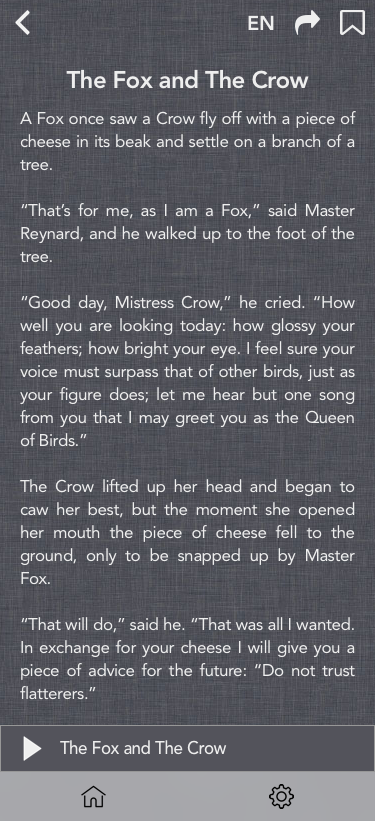 EN
The Fox and The Crow
A Fox once saw a Crow fly off with a piece of
cheese in its beak and settle on a branch of a
tree.
“That’s for me, as I am a Fox,” said Master
Reynard, and he walked up to the foot of the
tree.
“Good day, Mistress Crow,” he cried. “How
well you are looking today: how glossy your
feathers; how bright your eye. I feel sure your
voice must surpass that of other birds, just as
your figure does; let me hear but one song
from you that I may greet you as the Queen
of Birds.”
The Crow lifted up her head and began to
caw her best, but the moment she opened
her mouth the piece of cheese fell to the
ground, only to be snapped up by Master
Fox.
“That will do,” said he. “That was all I wanted.
In exchange for your cheese I will give you a
piece of advice for the future: “Do not trust
flatterers.”
The Fox and The Crow